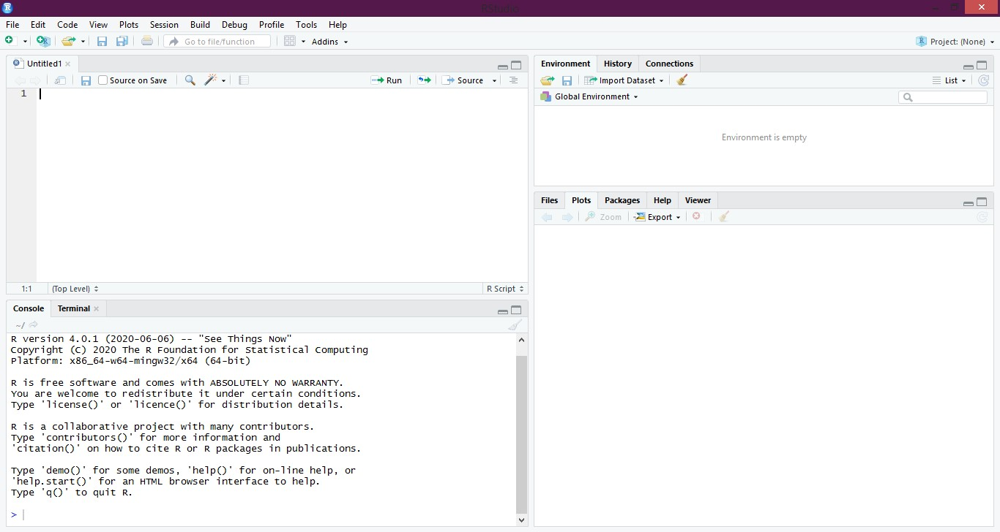 RStudio
File Edit Code View Plots Session Build Debug Profile Tools Help
Go to file/function Addins Project: (None)
Untitled1
Source on Save Run Source
1
1:1 (Top Level) R Script
Console Terminal
~/
R version 4.0.1 (2020-06-06) -- "See Things Now"
Copyright (C) 2020 The R Foundation for Statistical Computing
Platform: x86_64-w64-mingw32/x64 (64-bit)
R is free software and comes with ABSOLUTELY NO WARRANTY.
You are welcome to redistribute it under certain conditions.
Type 'license()' or 'licence()' for distribution details.
R is a collaborative project with many contributors.
Type 'contributors()' for more information and
'citation()' on how to cite R or R packages in publications.
Type 'demo()' for some demos, 'help()' for on-line help, or
'help.start()' for an HTML browser interface to help.
Type 'q()' to quit R.
>
Environment History Connections
Import Dataset List
Global Environment
Environment is empty
Files Plots Packages Help Viewer
Zoom Export